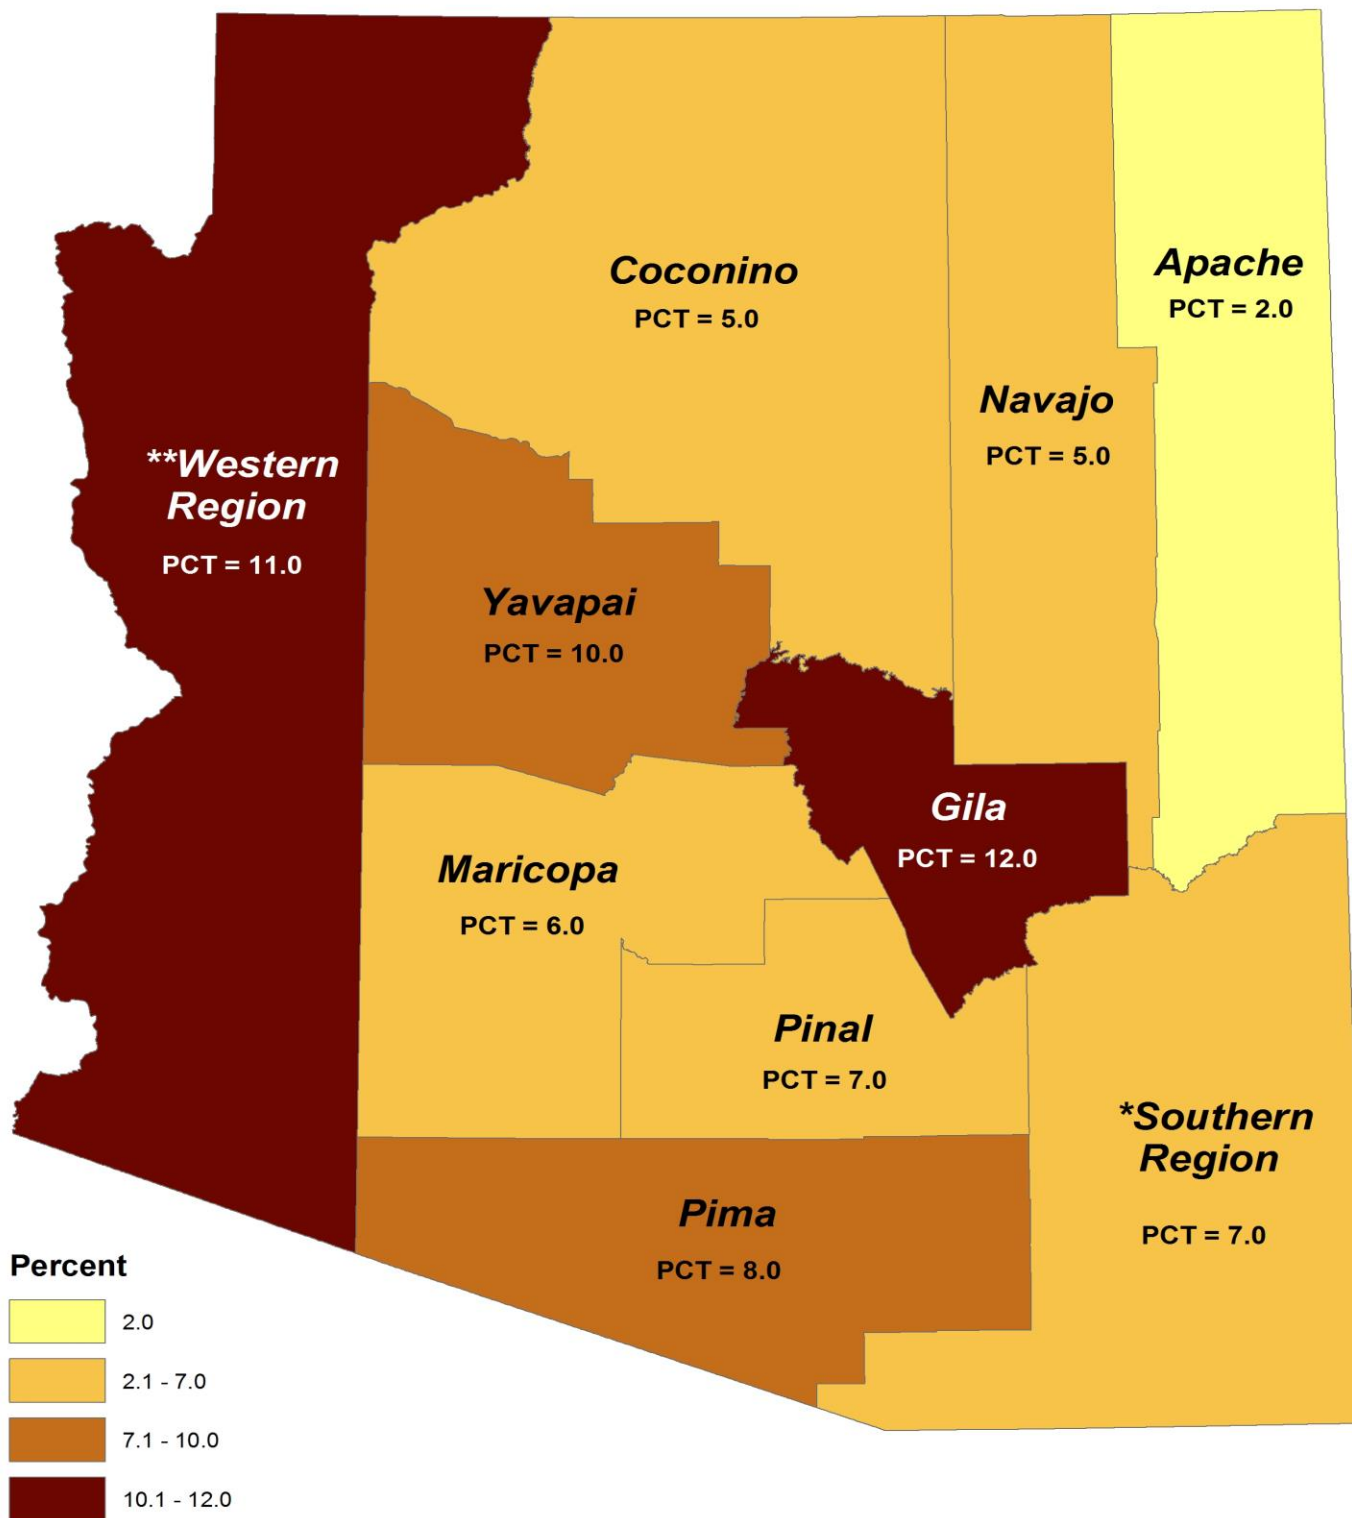 Coconino
PCT = 5.0
Apache
PCT = 2.0
Navajo
PCT = 5.0
**Western
Region
PCT = 11.0
Yavapai
PCT = 10.0
Gila
PCT = 12.0
Maricopa
PCT = 6.0
Pinal
PCT = 7.0
*Southern
Region
PCT = 7.0
Pima
PCT = 8.0
Percent
2.0
2.1 - 7.0
7.1 - 10.0
10.1 - 12.0